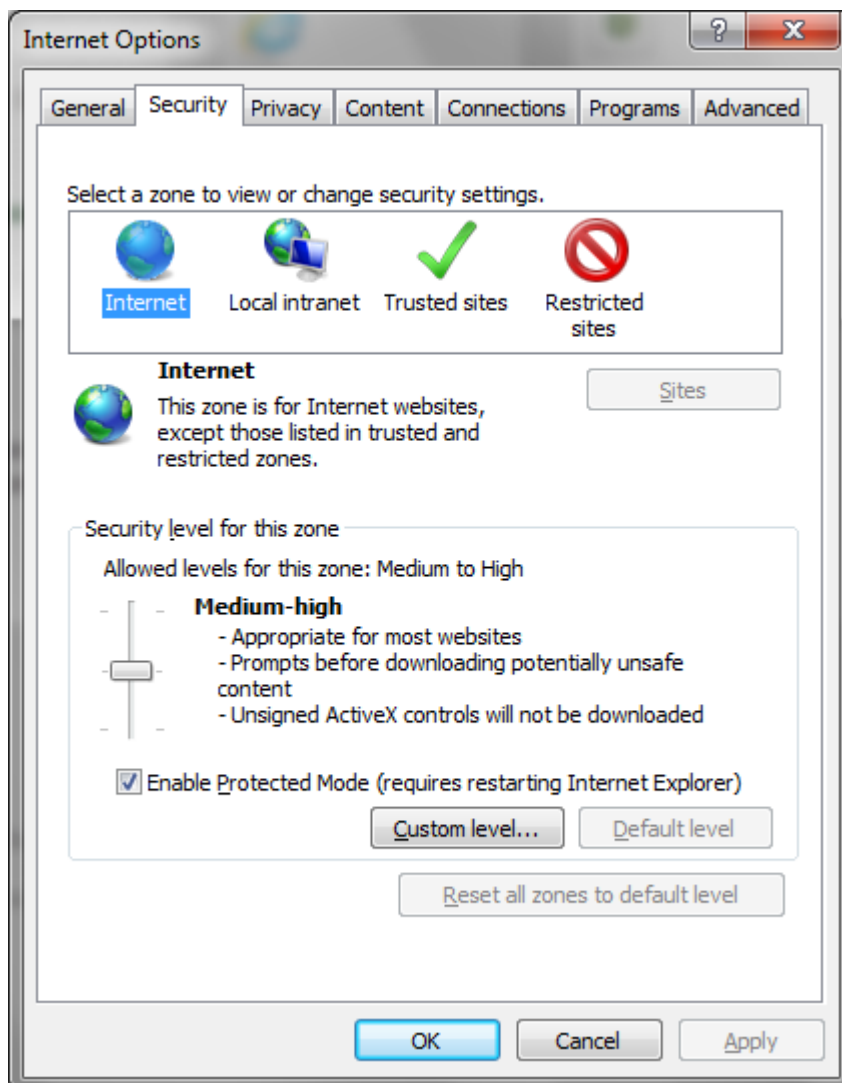 Internet Options
General Security Privacy Content Connections Programs Advanced
Select a zone to view or change security settings.
Internet Local intranet Trusted sites Restricted
sites
Internet
Sites
This zone is for Internet websites,
except those listed in trusted and
restricted zones.
Security level for this zone
Allowed levels for this zone: Medium to High
Medium-high
- Appropriate for most websites
- Prompts before downloading potentially unsafe
content
- Unsigned ActiveX controls will not be downloaded
Enable Protected Mode (requires restarting Internet Explorer)
Custom level... Default level
Reset all zones to default level
OK Cancel Apply